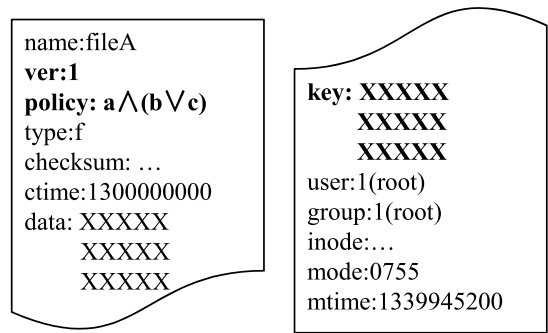 name:fileA
ver:1
policy: a∧(b∨c)
type:f
checksum: …
ctime:1300000000
data: XXXXX
XXXXX
XXXXX
key: XXXXX
XXXXX
XXXXX
user:1(root)
group:1(root)
inode:…
mode:0755
mtime:1339945200